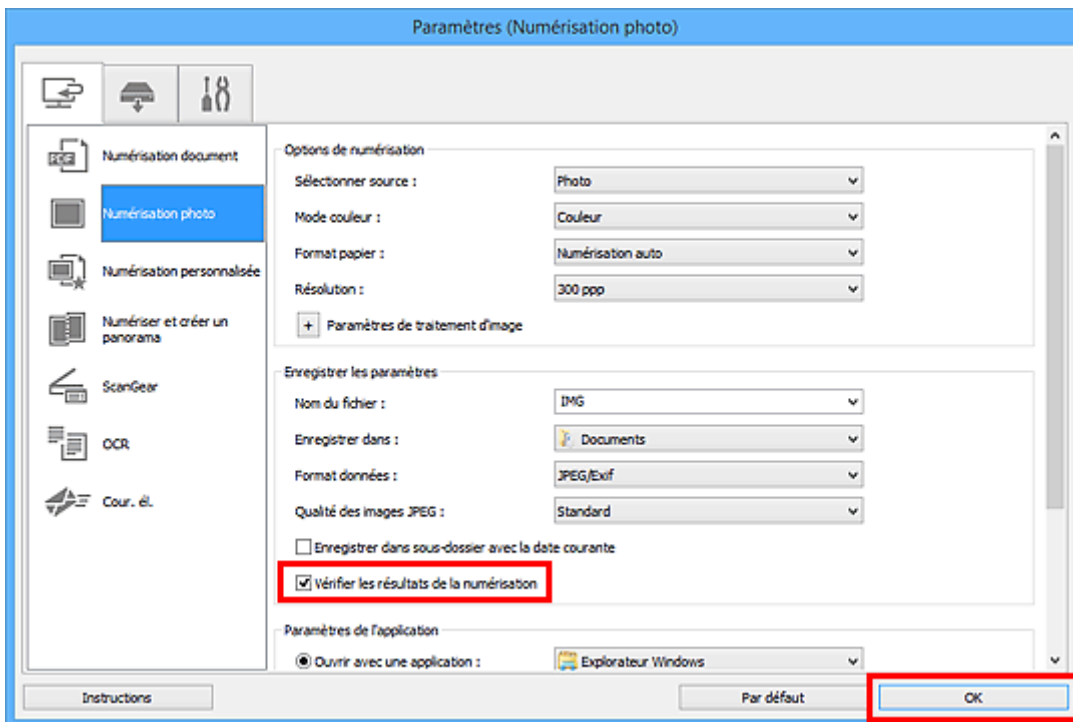 Paramètres (Numérisation photo)
Numérisation document
Numérisation photo
Numérisation personnalisée
Numériser et créer un
panorama
ScanGear
OCR
Cour. él.
Options de numérisation
Sélectionner source : Photo
Mode couleur : Couleur
Format papier : Numérisation auto
Résolution : 300 ppp
+ Paramètres de traitement d'image
Enregistrer les paramètres
Nom du fichier : IMG
Enregistrer dans : Documents
Format données : JPEG/Exif
Qualité des images JPEG : Standard
Enregistrer dans sous-dossier avec la date courante
Vérifier les résultats de la numérisation
Paramètres de l'application
Ouvrir avec une application : Explorateur Windows
Instructions
Par défaut
OK